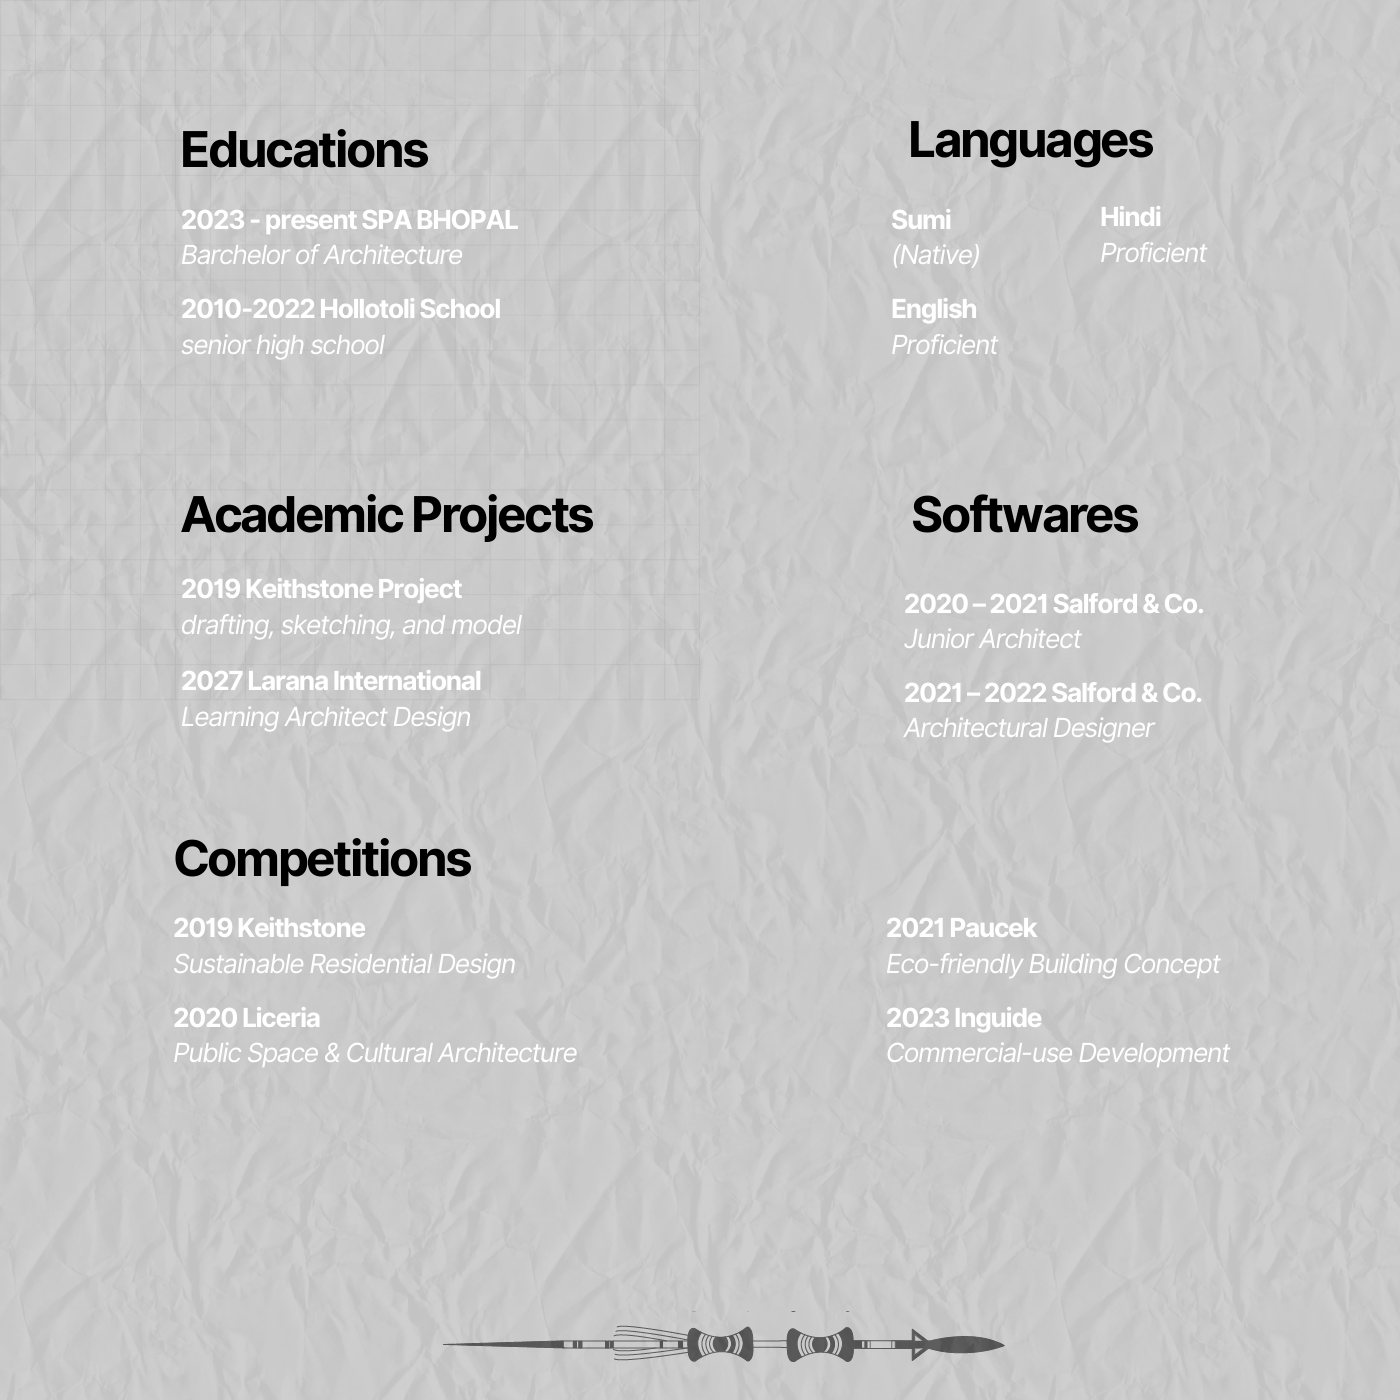 Educations
2023 - present SPA BHOPAL
Barchelor of Architecture
2010-2022 Hollotoli School
senior high school
Languages
Sumi
(Native)
Hindi
Proficient
English
Proficient
Academic Projects
2019 Keithstone Project
drafting, sketching, and model
2027 Larana International
Learning Architect Design
Softwares
2020 – 2021 Salford & Co.
Junior Architect
2021 – 2022 Salford & Co.
Architectural Designer
Competitions
2019 Keithstone
Sustainable Residential Design
2020 Liceria
Public Space & Cultural Architecture
2021 Paucek
Eco-friendly Building Concept
2023 Inguide
Commercial-use Development